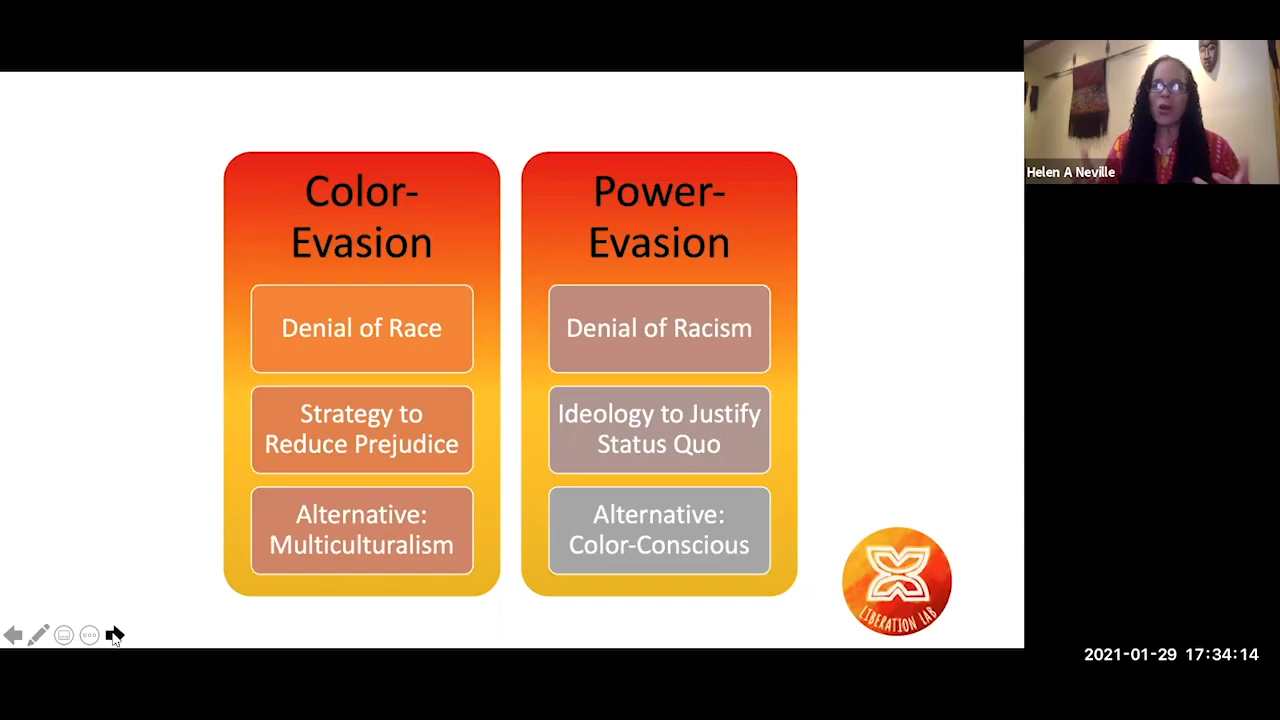 Color-
Evasion
Denial of Race
Strategy to
Reduce Prejudice
Alternative:
Multiculturalism
Power-
Evasion
Denial of Racism
Ideology to Justify
Status Quo
Alternative:
Color-Conscious
LIBERATION LAB
Helen A Neville
2021-01-29 17:34:14